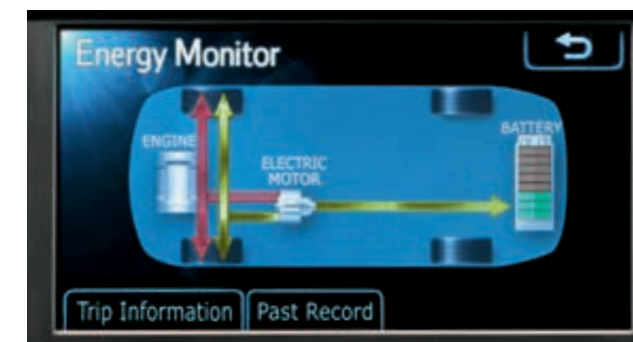 Energy Monitor
ENGINE
ELECTRIC
MOTOR
BATTERY
Trip Information
Past Record